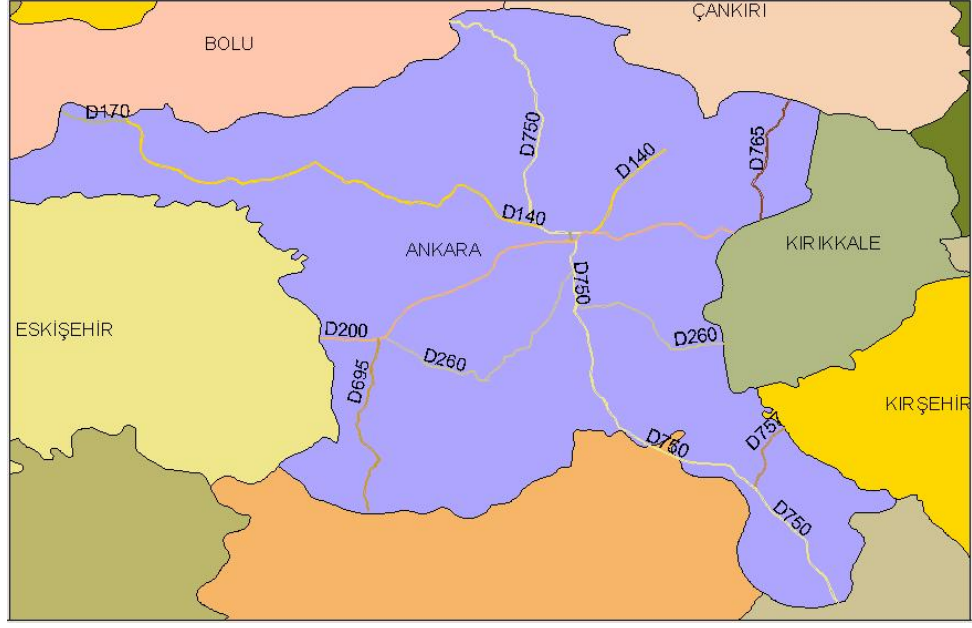 ÇANKIRI
BOLU
D170
D750
D140
D765
D140
ANKARA
KIRIKKALE
D750
ESKİŞEHİR
D200
D260
D260
D695
KIRŞEHİR
D757
D750
D750